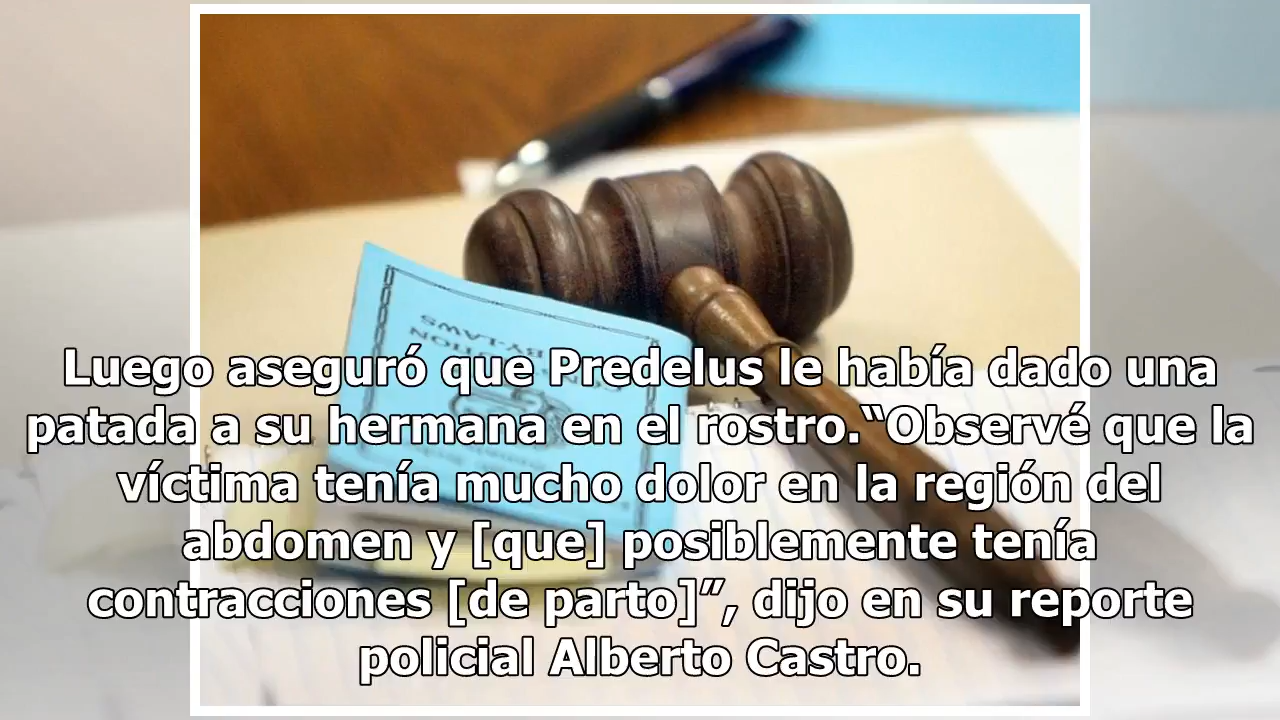 Luego aseguró que Predelus le había dado una
patada a su hermana en el rostro.“Observé que la
víctima tenía mucho dolor en la región del
abdomen y [que] posiblemente tenía
contracciones [de parto]”, dijo en su reporte
policial Alberto Castro.
BY-LAWS